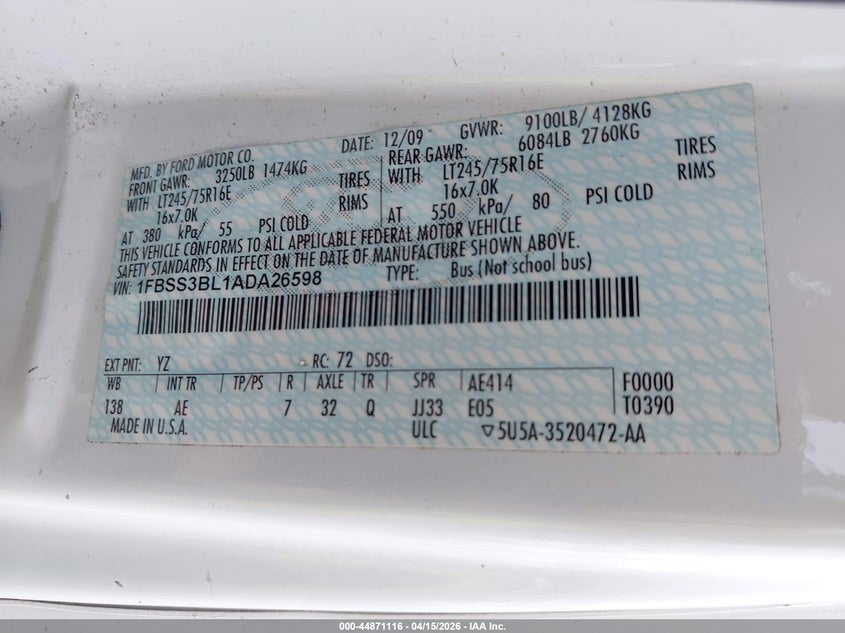 MFD. BY FORD MOTOR CO. DATE: 12/09 GVWR: 9100LB/ 4128KG
FRONT GAWR: 3250LB 1474KG REAR GAWR: 6084LB 2760KG
WITH LT245/75R16E TIRES WITH LT245/75R16E TIRES
16x7.0K RIMS 16x7.0K RIMS
AT 380 kPa/ 55 PSI COLD AT 550 kPa/ 80 PSI COLD
THIS VEHICLE CONFORMS TO ALL APPLICABLE FEDERAL MOTOR VEHICLE
SAFETY STANDARDS IN EFFECT ON THE DATE OF MANUFACTURE SHOWN ABOVE.
VIN: 1FBSS3BL1ADA26598 TYPE: Bus (Not school bus)
EXT PNT: YZ RC: 72 DSO:
WB INT TR TP/PS R AXLE TR SPR AE414 F0000
138 AE 7 32 Q JJ33 E05 T0390
MADE IN U.S.A. ULC ▽5U5A-3520472-AA
000-44871116 - 04/15/2026 - IAA Inc.